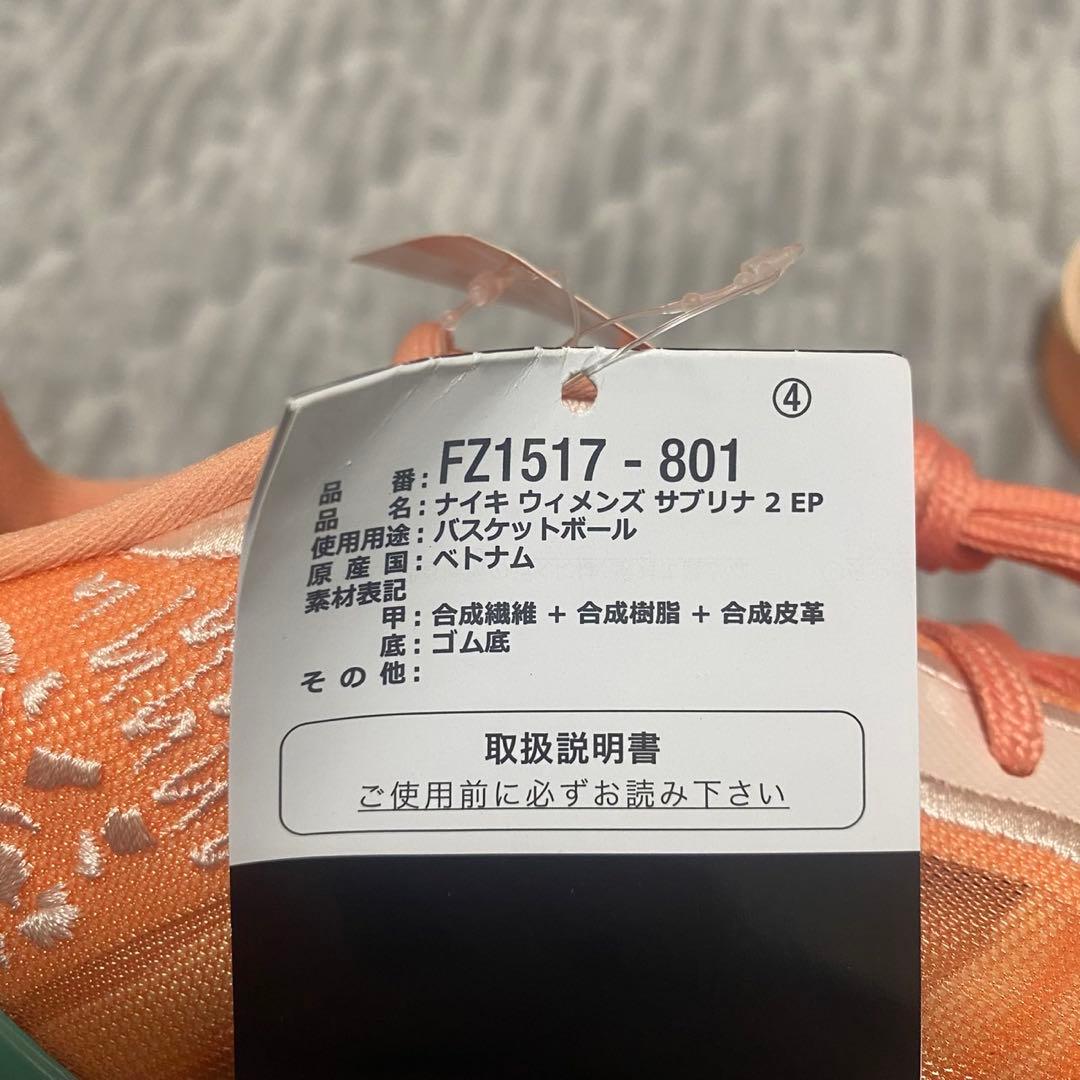 ④
品番：FZ1517 - 801
品名：ナイキ ウィメンズ サブリナ 2 EP
使用用途：バスケットボール
原産国：ベトナム
素材表記
甲：合成繊維 + 合成樹脂 + 合成皮革
底：ゴム底
その他：
取扱説明書
ご使用前に必ずお読み下さい